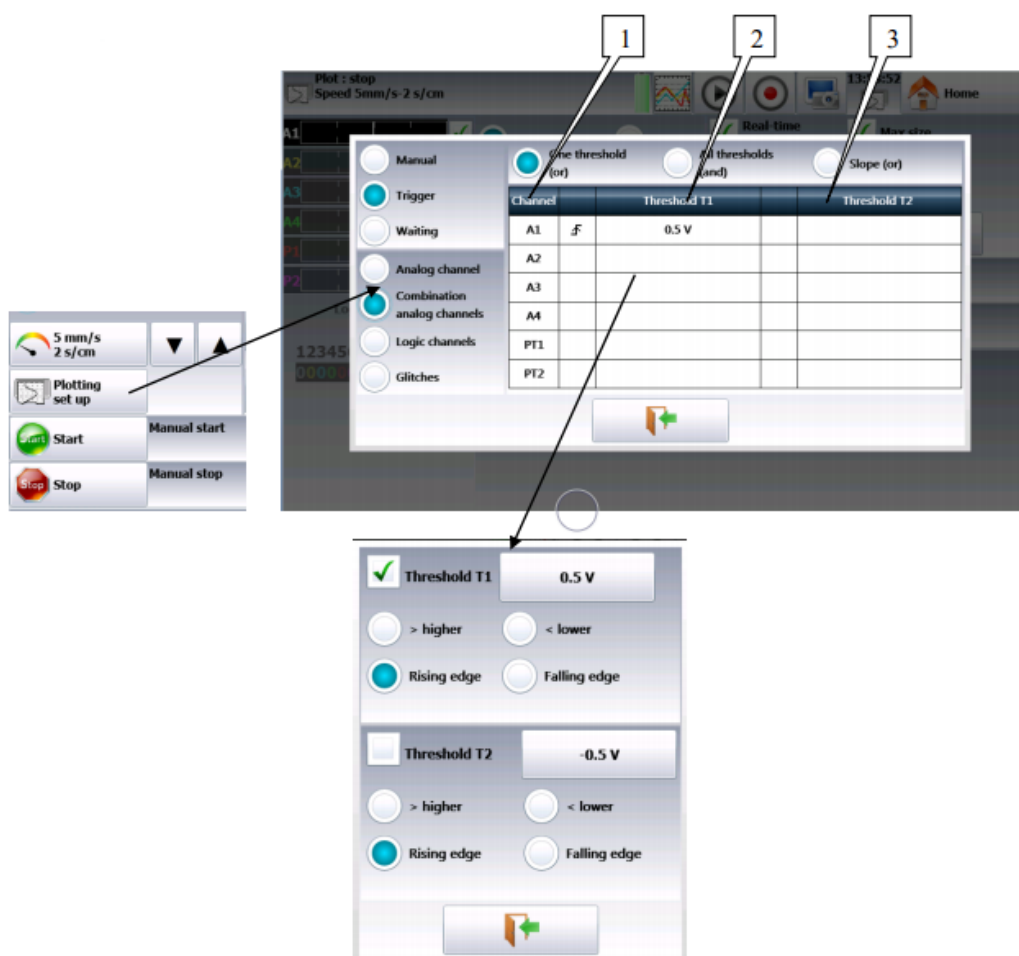 1 2 3
Plot : stop
Speed 5mm/s-2 s/cm
Home
Real-time
Max size
A1
A2
A3
A4
P1
P2
Manual
Trigger
Waiting
Analog channel
Combination
analog channels
Logic channels
Glitches
One threshold
(or)
All thresholds
(and)
Slope (or)
Channel Threshold T1 Threshold T2
A1 0.5 V
A2
A3
A4
PT1
PT2
5 mm/s
2 s/cm
Plotting
set up
Start Manual start
Stop Manual stop
Threshold T1 0.5 V
> higher < lower
Rising edge Falling edge
Threshold T2 -0.5 V
> higher < lower
Rising edge Falling edge